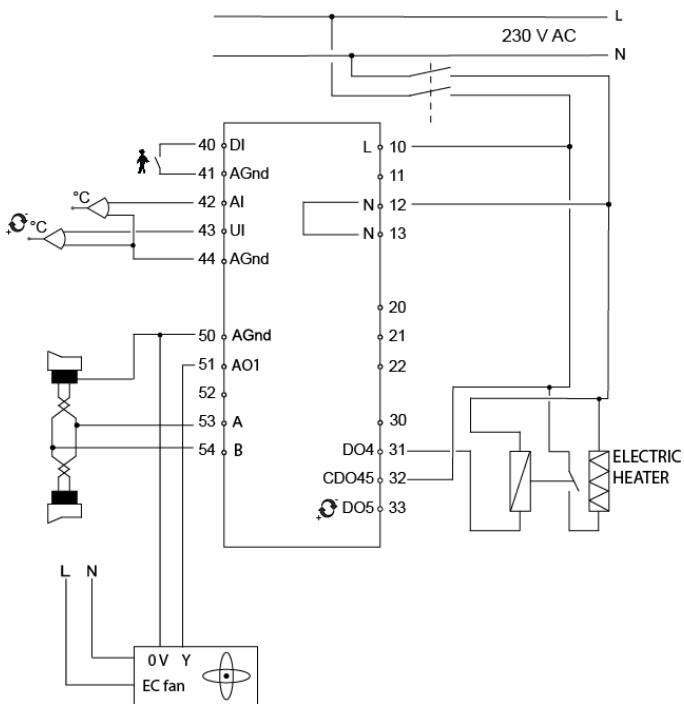 L
230 V AC
N
40 DI
L 10
41 AGnd
11
°C
42 AI
N 12
°C
43 UI
N 13
44 AGnd
20
50 AGnd
21
51 AO1
22
52
53 A
30
54 B
DO4 31
ELECTRIC
HEATER
CDO45 32
DO5 33
L N
0 V Y
EC fan